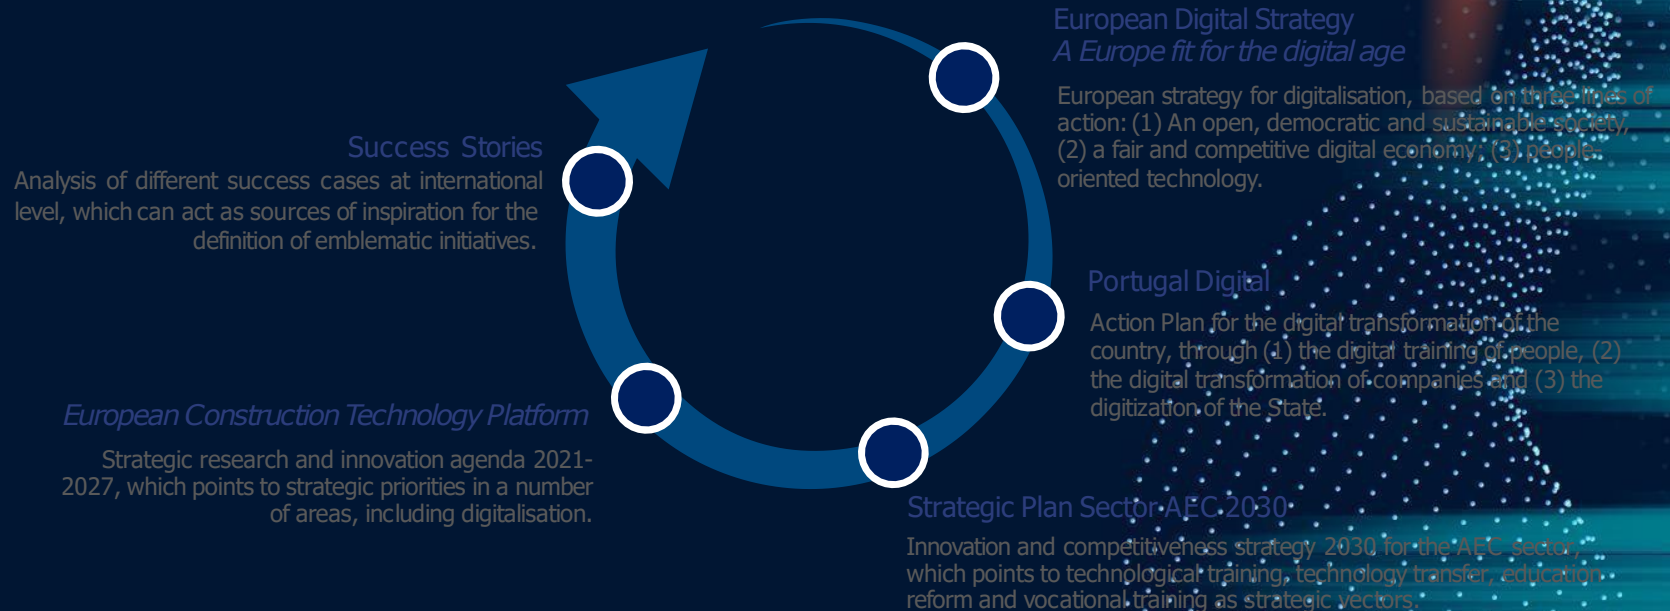 European Digital Strategy
A Europe fit for the digital age
European strategy for digitalisation, based on three lines of
action: (1) An open, democratic and sustainable society,
(2) a fair and competitive digital economy; (3) people-
oriented technology.
Portugal Digital
Action Plan for the digital transformation of the
country, through (1) the digital training of people, (2)
the digital transformation of companies and (3) the
digitization of the State.
Strategic Plan Sector AEC 2030
Innovation and competitiveness strategy 2030 for the AEC sector,
which points to technological training, technology transfer, education
reform and vocational training as strategic vectors.
European Construction Technology Platform
Strategic research and innovation agenda 2021-
2027, which points to strategic priorities in a number
of areas, including digitalisation.
Success Stories
Analysis of different success cases at international
level, which can act as sources of inspiration for the
definition of emblematic initiatives.